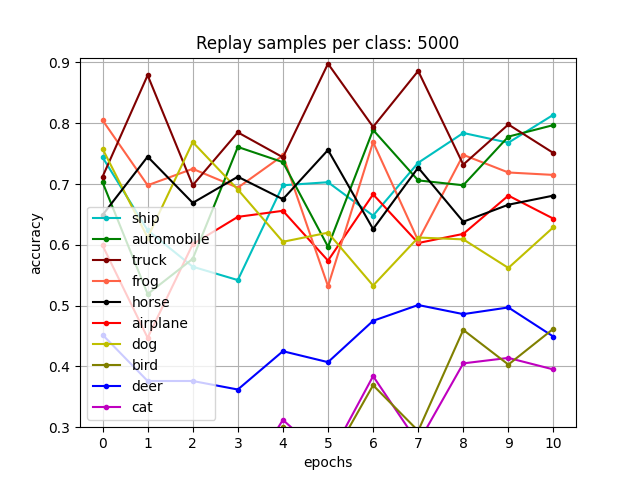 Replay samples per class: 5000
accuracy
0.9
0.8
0.7
0.6
0.5
0.4
0.3
ship
automobile
truck
frog
horse
airplane
dog
bird
deer
cat
0 1 2 3 4 5 6 7 8 9 10
epochs